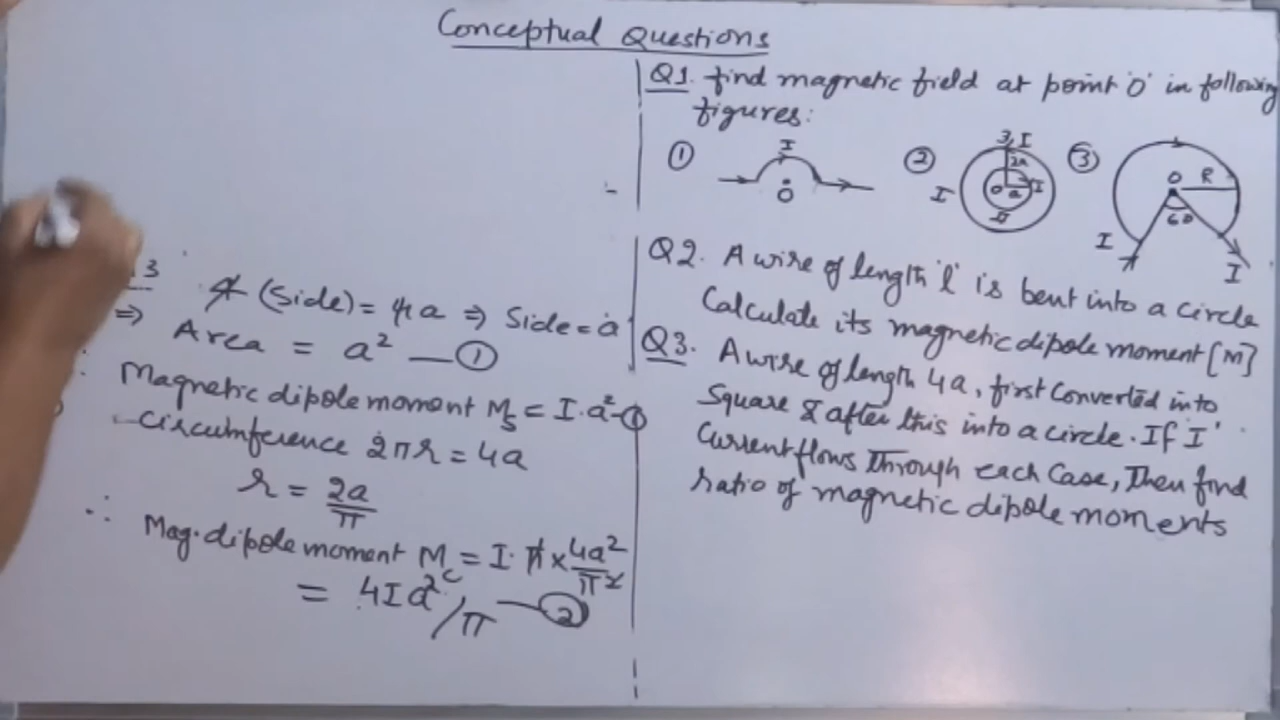 Conceptual Questions
Q1. find magnetic field at point 'O' in following
figures:
① I O
② 3I 2a I O a I
③ O R 60 I I
Q2. A wire of length 'l' is bent into a circle
Calculate its magnetic dipole moment [M]
Q3. A wire of length 4a, first Converted into
Square & after this into a circle. If 'I'
Current flows Through each Case, Then find
ratio of magnetic dipole moments
3
4 (Side) = 4a ⇒ Side = a
⇒ Area = a² — ①
Magnetic dipole moment Ms = I.a² - ①
Circumference 2πr = 4a
r = 2a/π
∴ Mag. dipole moment Mc = I. π × 4a²/π²
= 4Ia²/π — ②